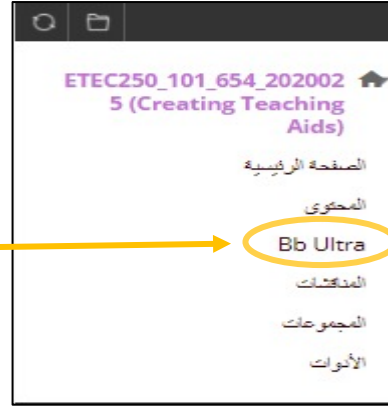 ETEC250_101_654_202002
5 (Creating Teaching
Aids)
الصفحة الرئيسية
المحتوى
Bb Ultra
المناقشات
المجموعات
الأدوات